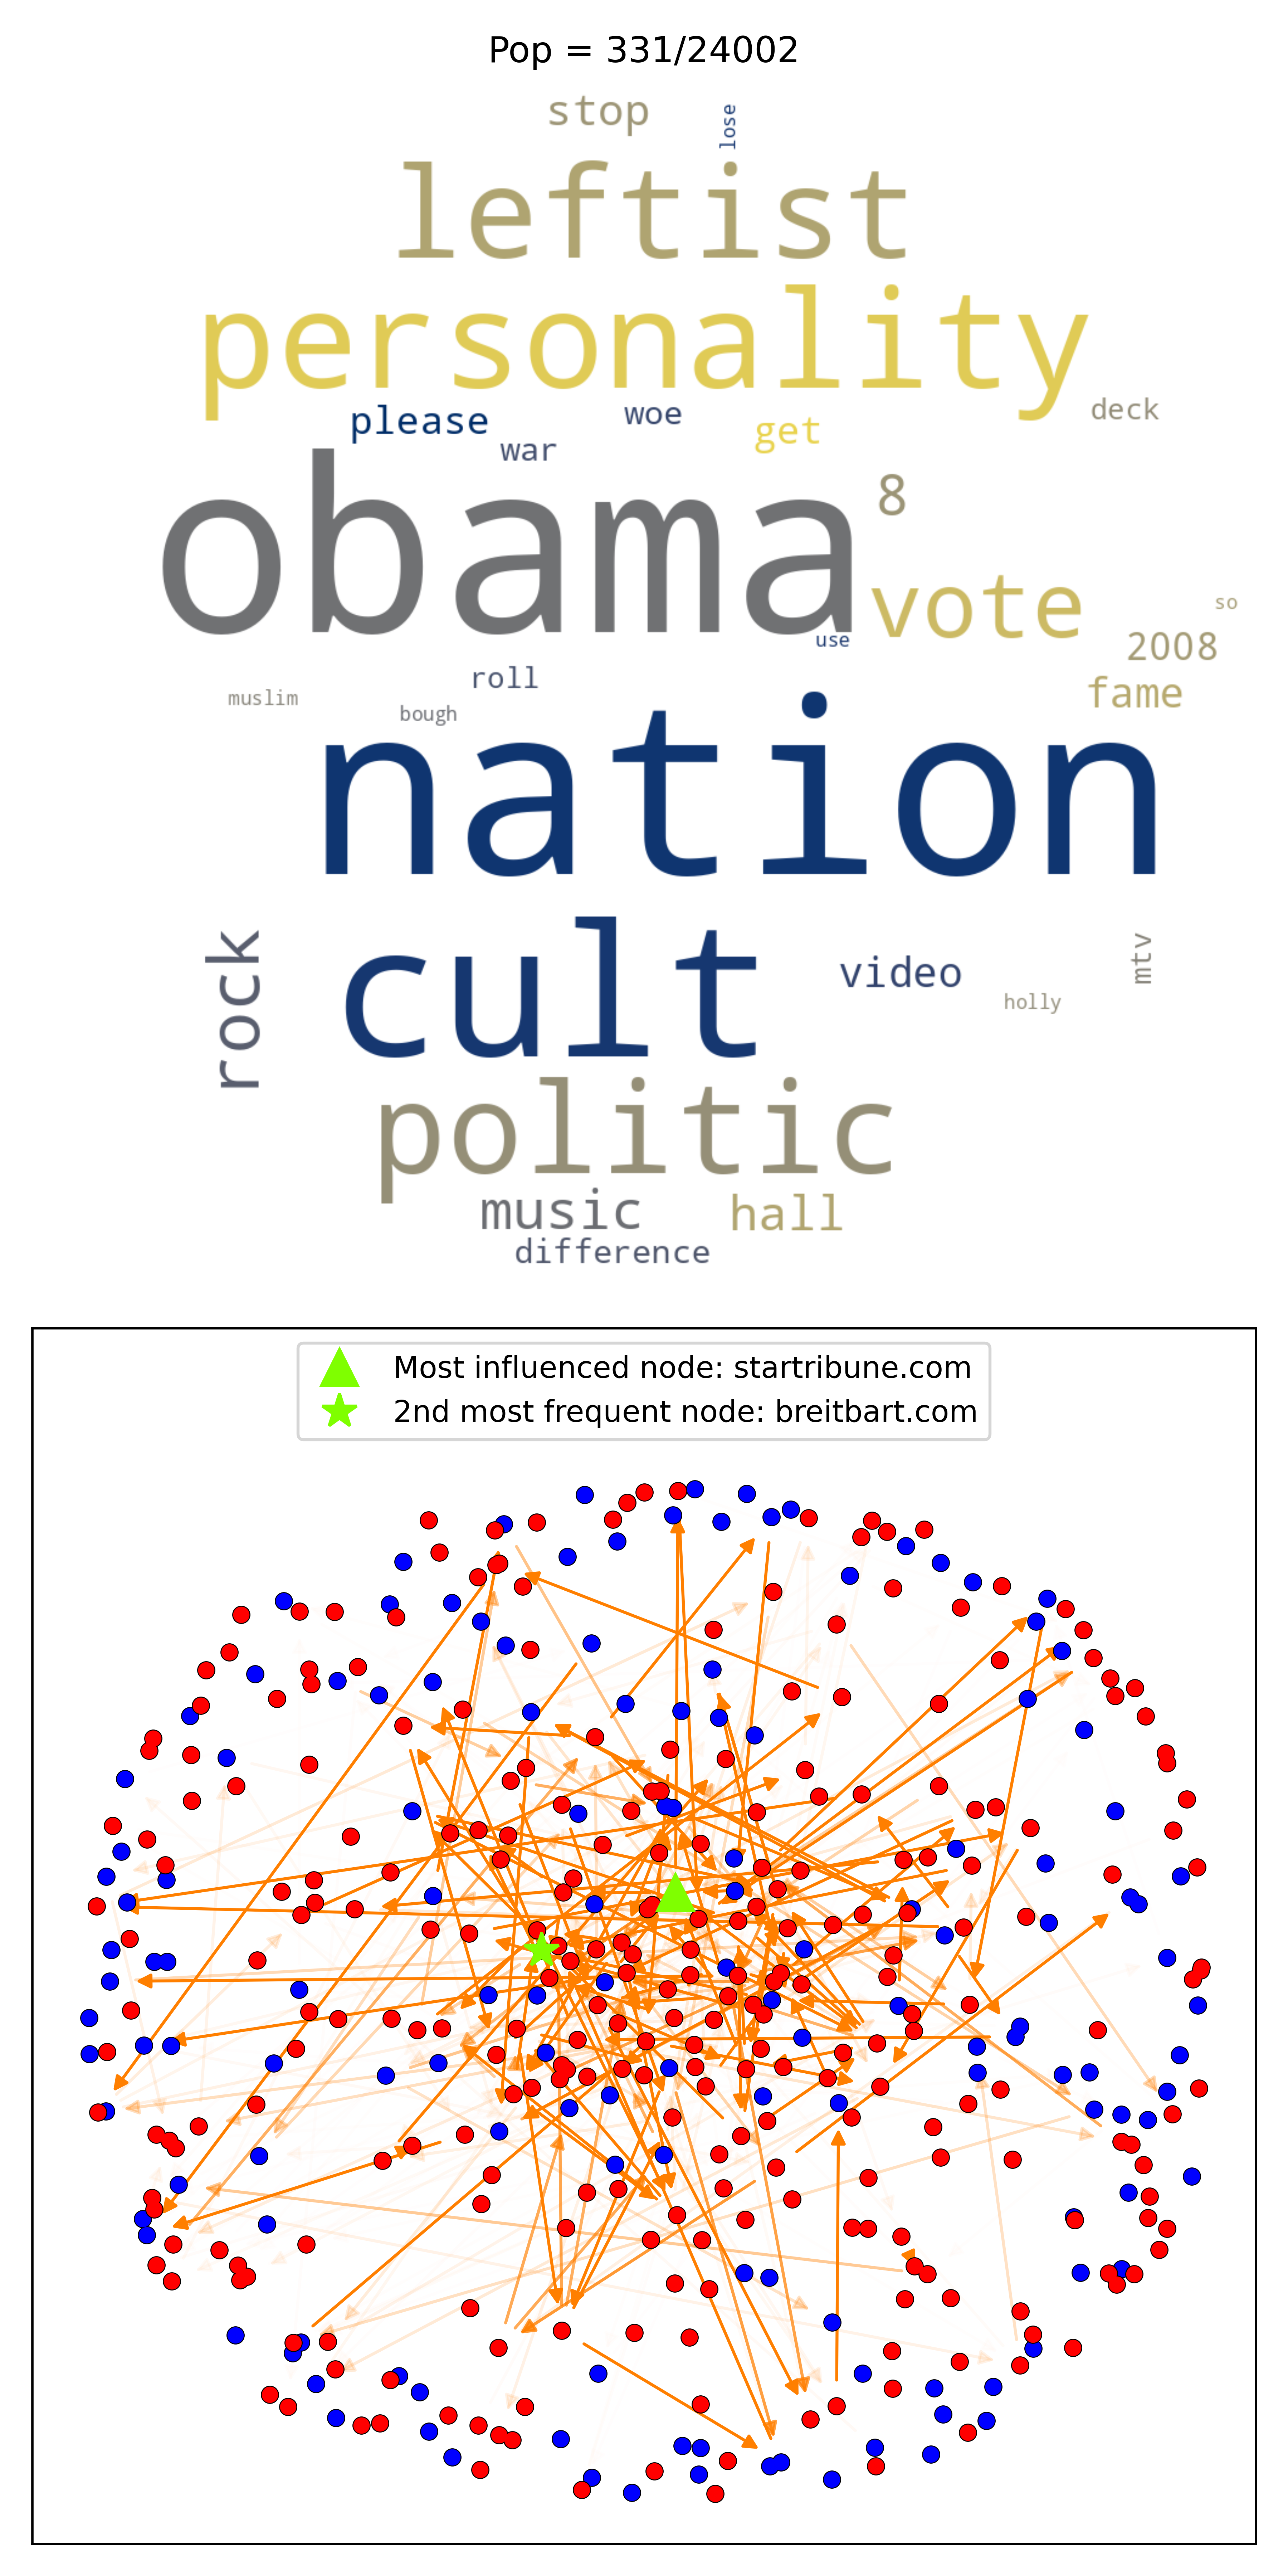 Pop = 331/24002
stop
lose
leftist
personality
please
woe
get
deck
war
obama
8
vote
so
use
2008
roll
fame
muslim
bough
nation
rock
cult
video
mtv
holly
politic
music
hall
difference
Most influenced node: startribune.com
2nd most frequent node: breitbart.com